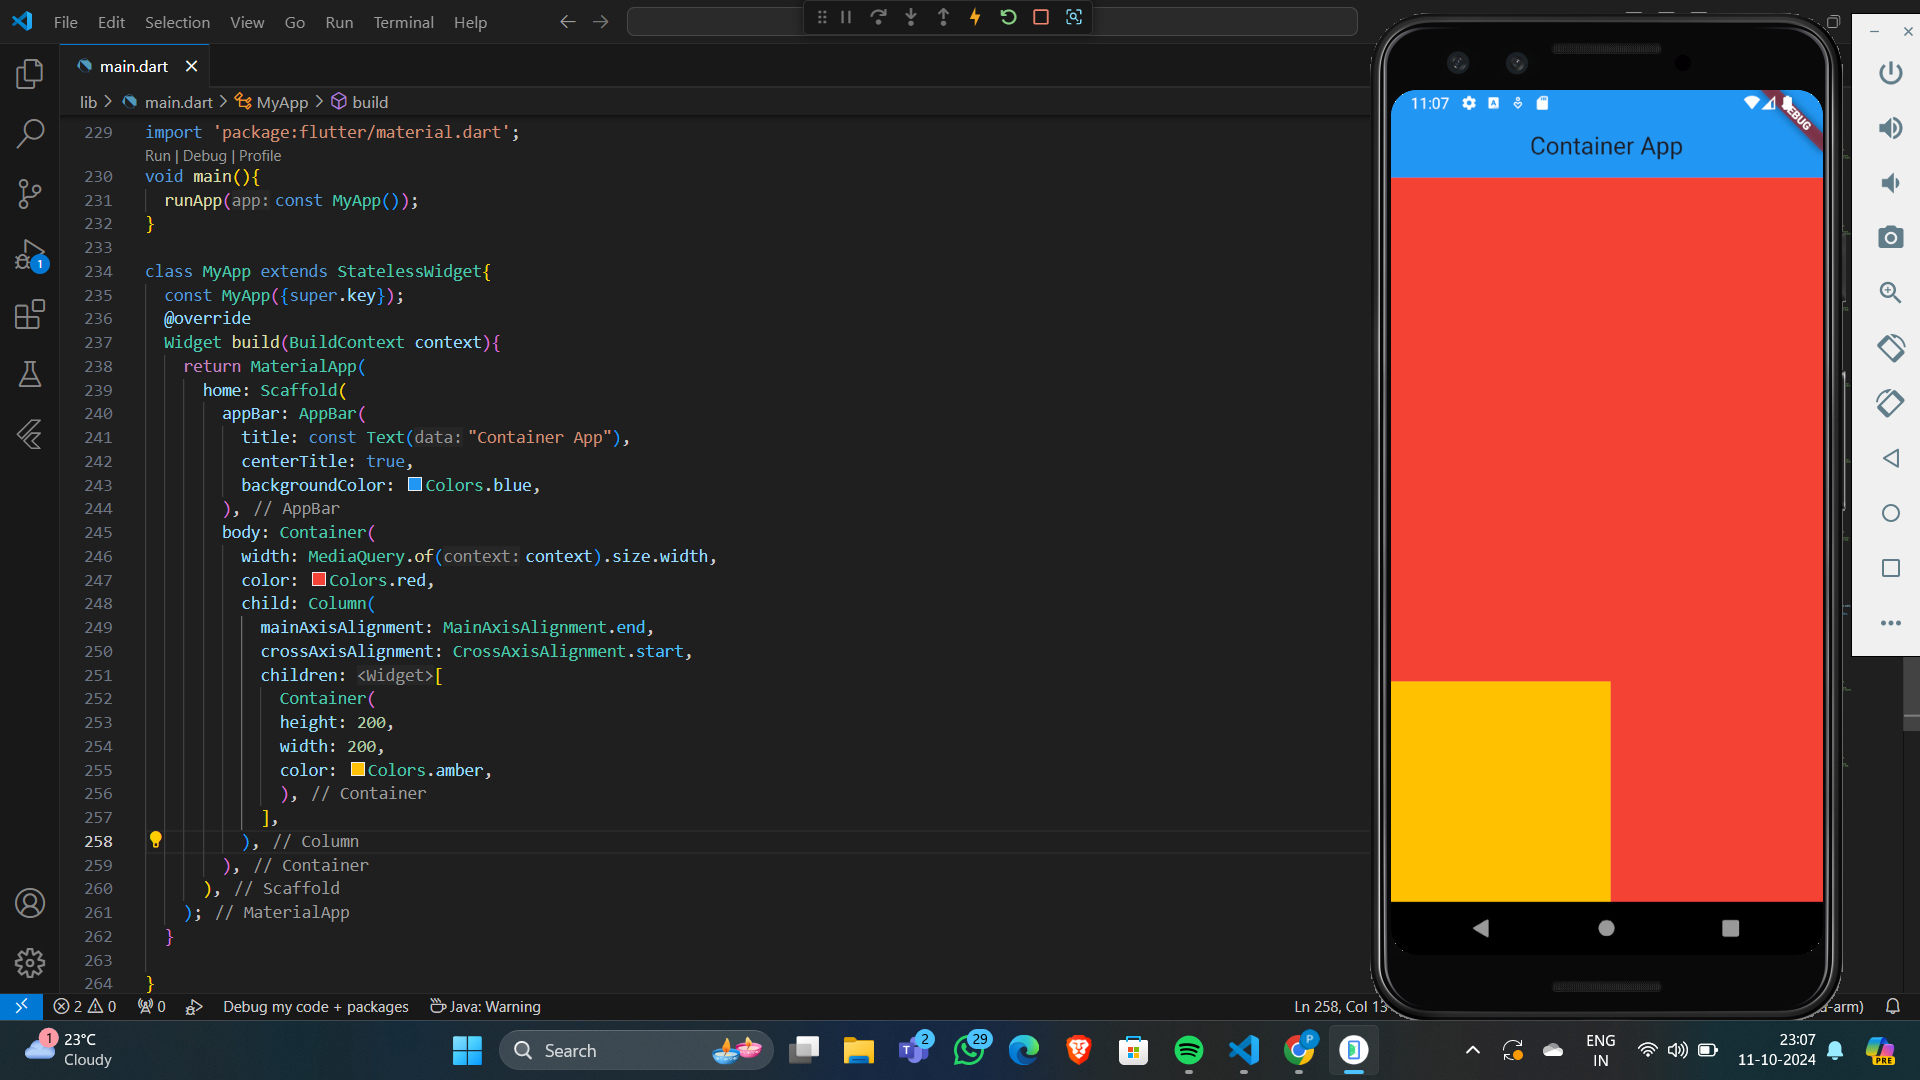 File Edit Selection View Go Run Terminal Help
main.dart
lib > main.dart > MyApp > build
229 import 'package:flutter/material.dart';
Run | Debug | Profile
230 void main(){
231 runApp(app: const MyApp());
232 }
233
234 class MyApp extends StatelessWidget{
235 const MyApp({super.key});
236 @override
237 Widget build(BuildContext context){
238 return MaterialApp(
239 home: Scaffold(
240 appBar: AppBar(
241 title: const Text(data: "Container App"),
242 centerTitle: true,
243 backgroundColor: Colors.blue,
244 ), // AppBar
245 body: Container(
246 width: MediaQuery.of(context: context).size.width,
247 color: Colors.red,
248 child: Column(
249 mainAxisAlignment: MainAxisAlignment.end,
250 crossAxisAlignment: CrossAxisAlignment.start,
251 children: <Widget>[
252 Container(
253 height: 200,
254 width: 200,
255 color: Colors.amber,
256 ), // Container
257 ],
258 ), // Column
259 ), // Container
260 ), // Scaffold
261 ); // MaterialApp
262 }
263
264 }
1
11:07
Container App
2 0 0 Debug my code + packages Java: Warning
Ln 258, Col 13
-arm)
1 23°C
Cloudy
Search
2
29
P
ENG
IN
23:07
11-10-2024
PRE